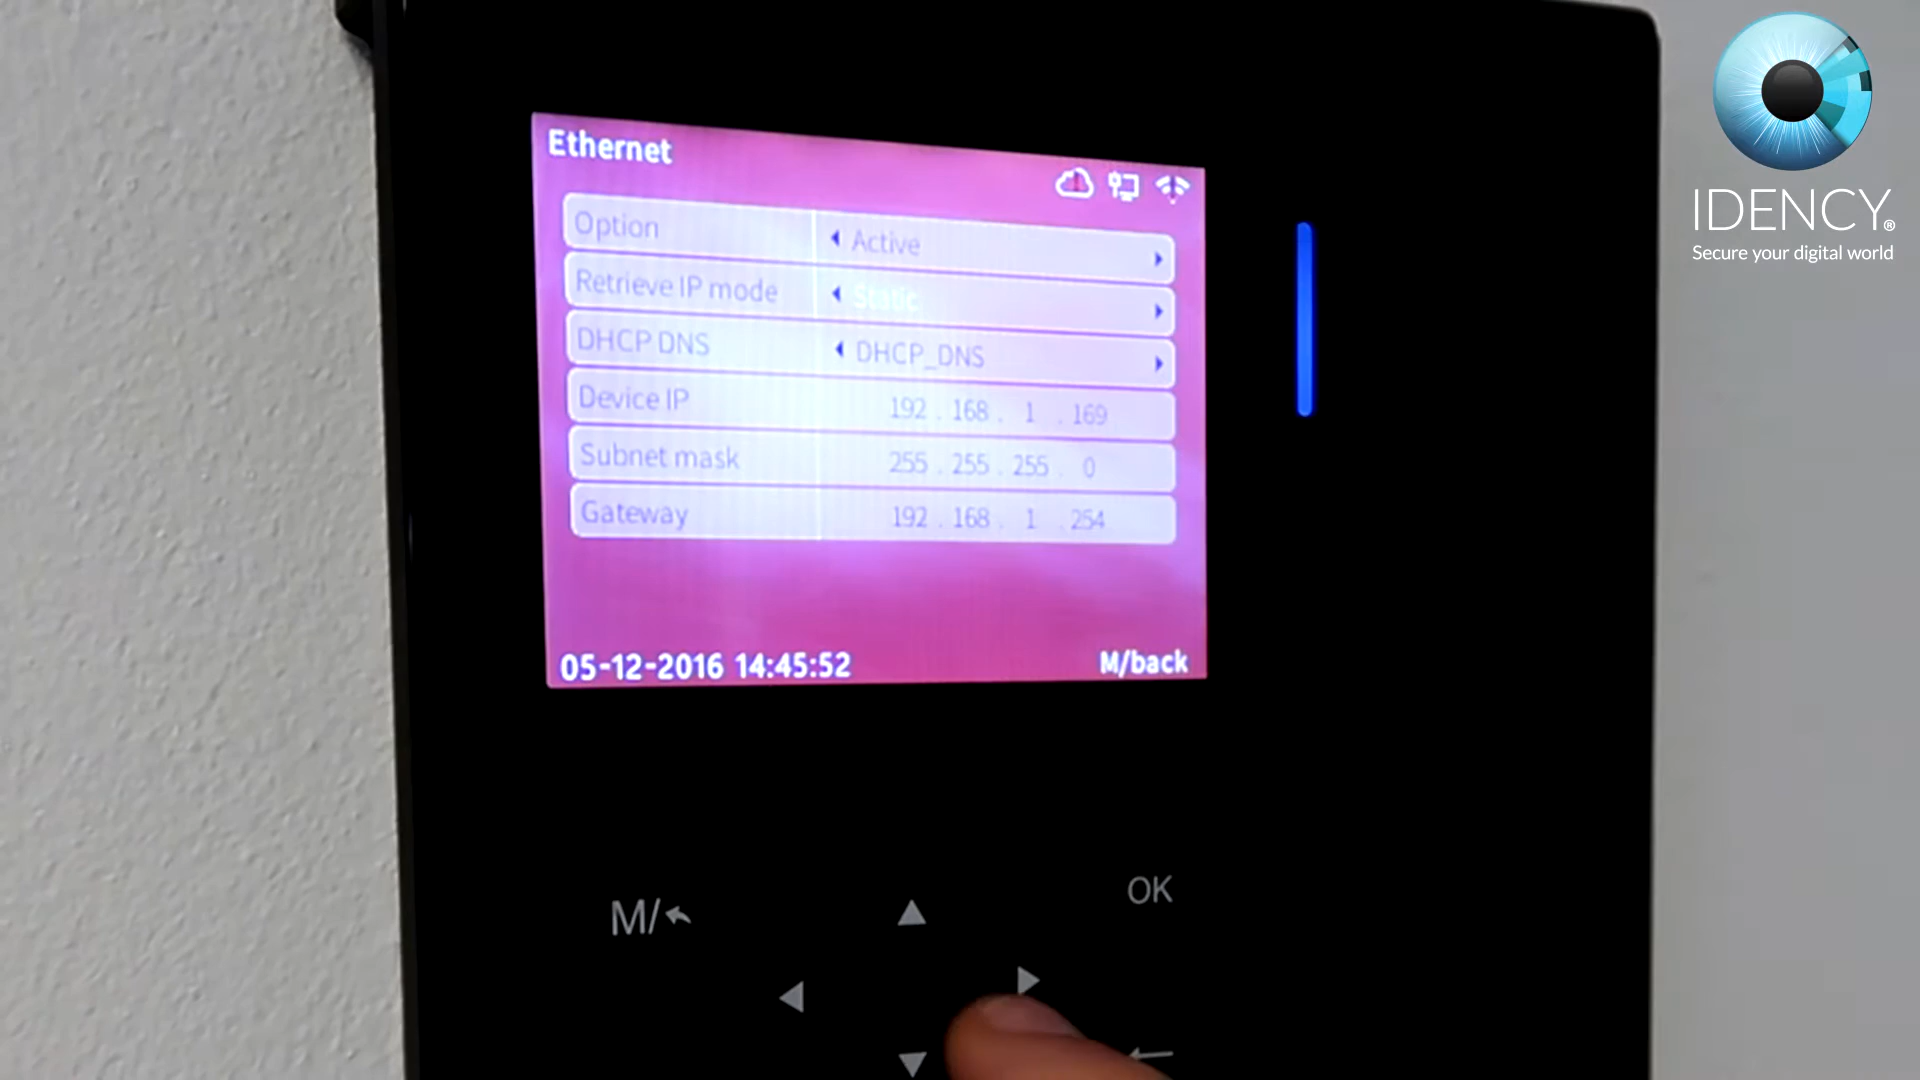 Ethernet
Option Active
Retrieve IP mode Static
DHCP DNS DHCP_DNS
Device IP 192 . 168 . 1 . 169
Subnet mask 255 . 255 . 255 . 0
Gateway 192 . 168 . 1 . 254
05-12-2016 14:45:52 M/back
M/
OK
IDENCY®
Secure your digital world